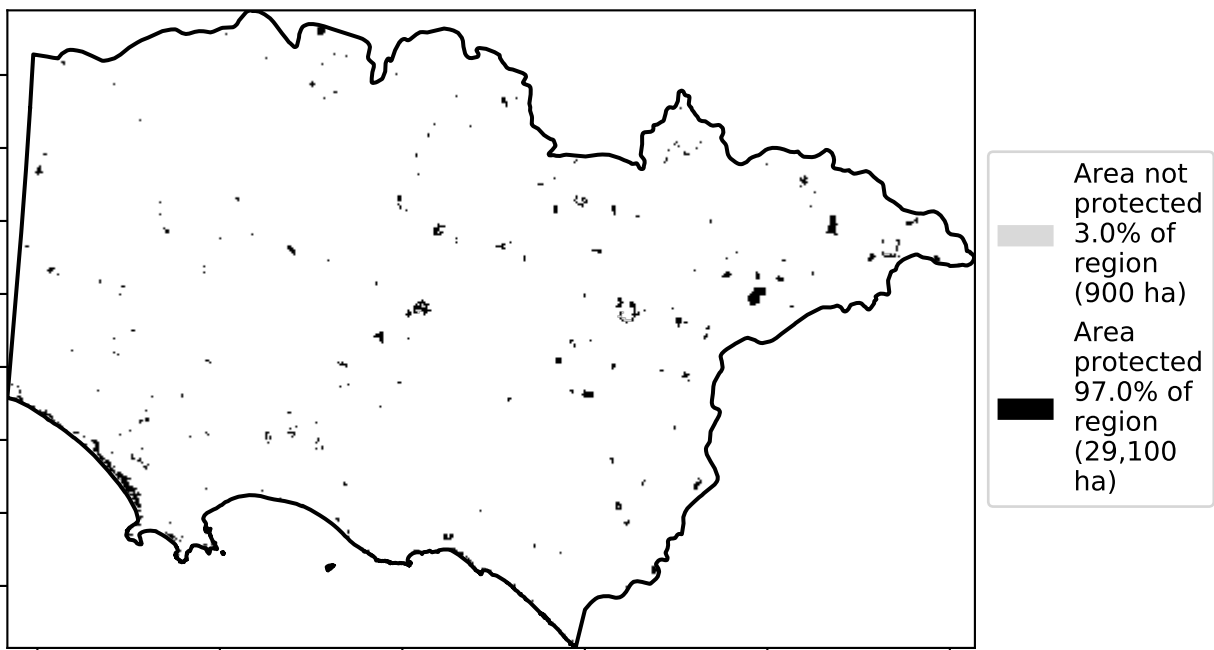 Area not
protected
3.0% of
region
(900 ha)
Area
protected
97.0% of
region
(29,100
ha)